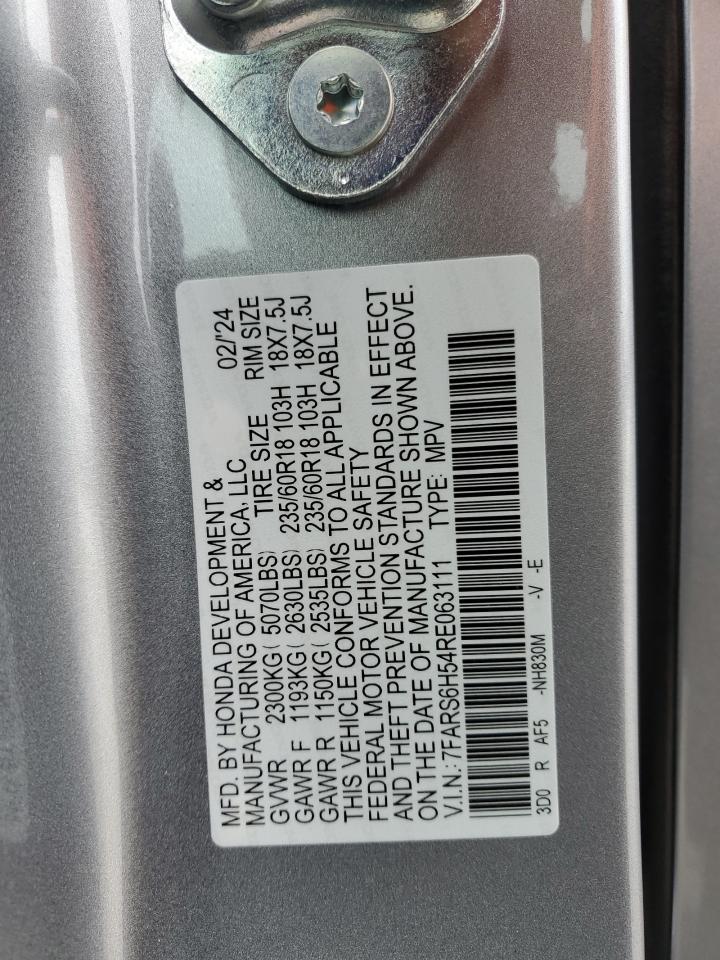 MFD. BY HONDA DEVELOPMENT &
MANUFACTURING OF AMERICA, LLC 02/'24
GVWR 2300KG( 5070LBS) TIRE SIZE RIM SIZE
GAWR F 1193KG( 2630LBS) 235/60R18 103H 18X7.5J
GAWR R 1150KG( 2535LBS) 235/60R18 103H 18X7.5J
THIS VEHICLE CONFORMS TO ALL APPLICABLE
FEDERAL MOTOR VEHICLE SAFETY
AND THEFT PREVENTION STANDARDS IN EFFECT
ON THE DATE OF MANUFACTURE SHOWN ABOVE.
V.I.N.: 7FARS6H54RE063111 TYPE: MPV
3D0 R AF5 -NH830M -V -E